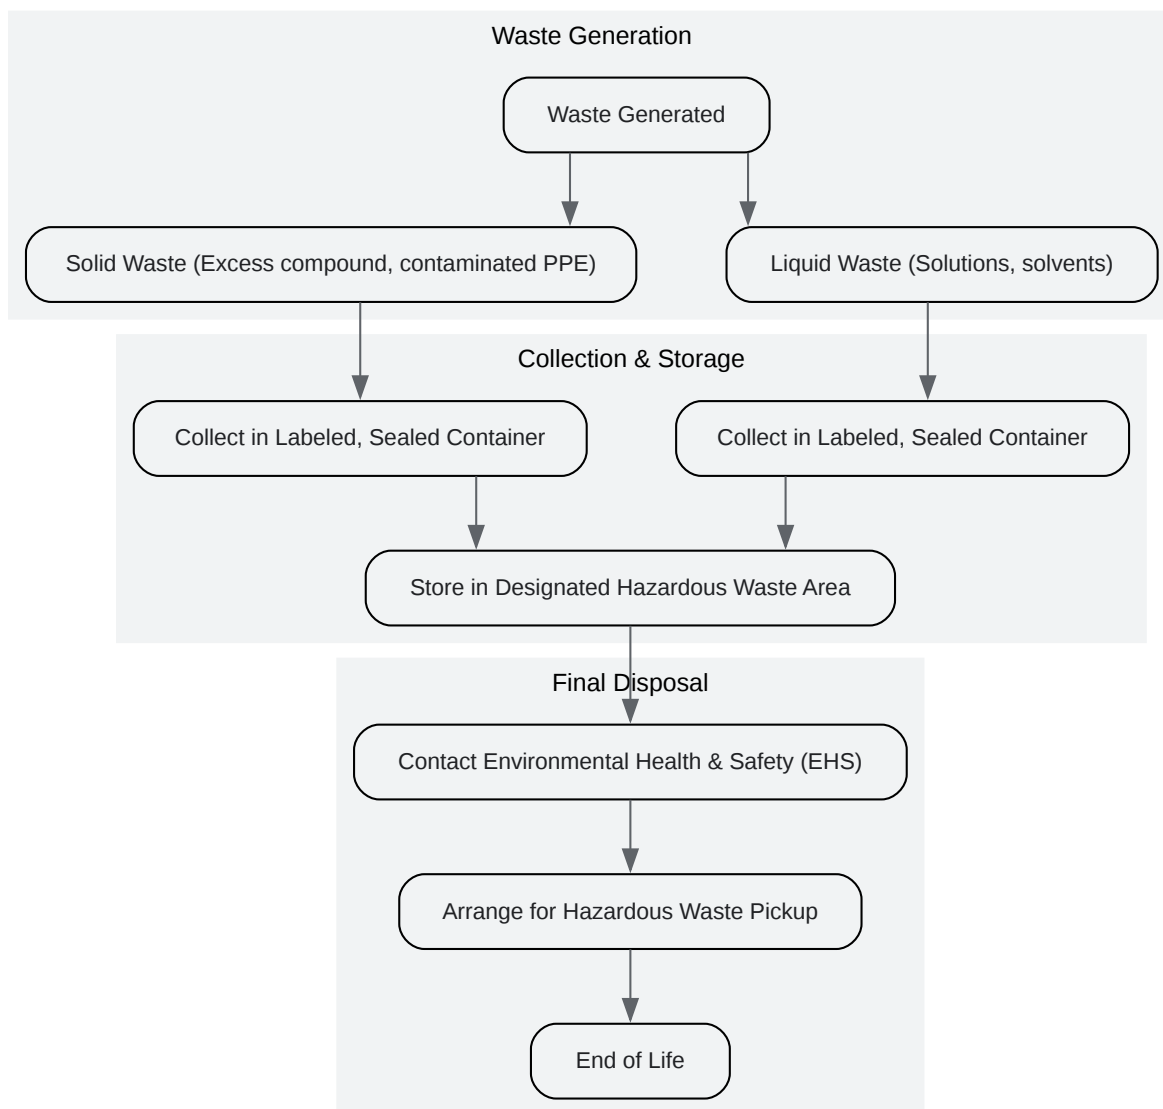 Waste Generation
Waste Generated
Solid Waste (Excess compound, contaminated PPE)
Liquid Waste (Solutions, solvents)
Collection & Storage
Collect in Labeled, Sealed Container
Collect in Labeled, Sealed Container
Store in Designated Hazardous Waste Area
Final Disposal
Contact Environmental Health & Safety (EHS)
Arrange for Hazardous Waste Pickup
End of Life